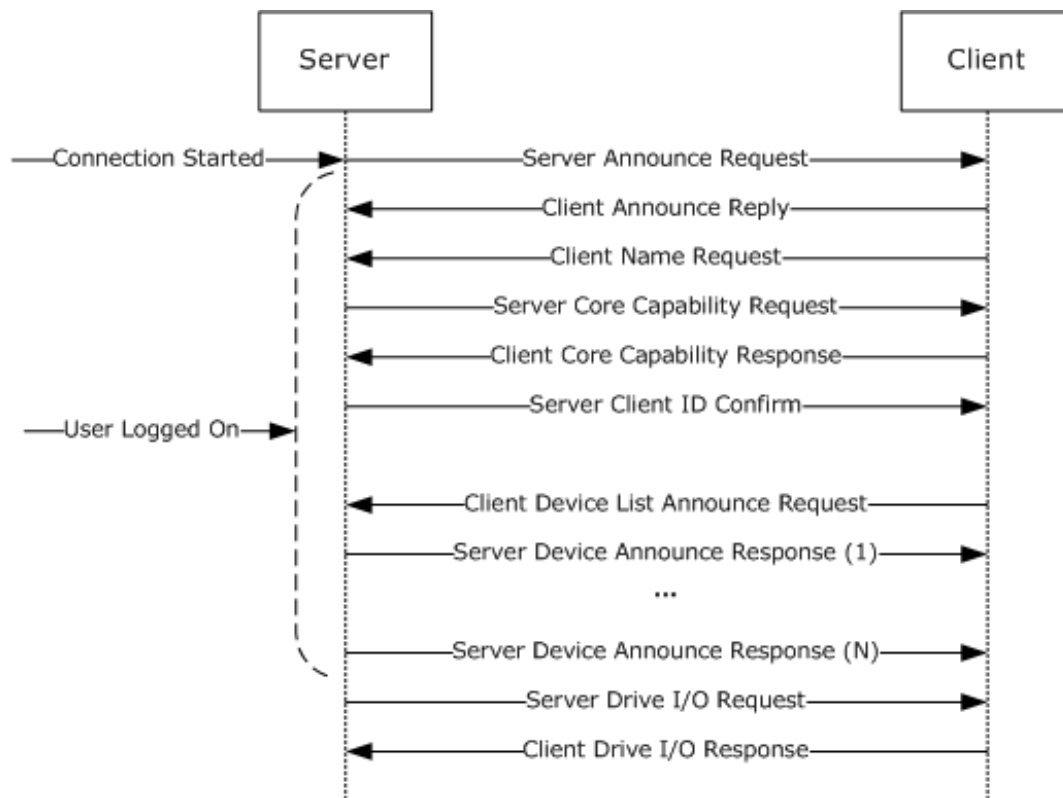 Server
Client
Connection Started
Server Announce Request
Client Announce Reply
Client Name Request
Server Core Capability Request
Client Core Capability Response
Server Client ID Confirm
User Logged On
Client Device List Announce Request
Server Device Announce Response (1)
...
Server Device Announce Response (N)
Server Drive I/O Request
Client Drive I/O Response